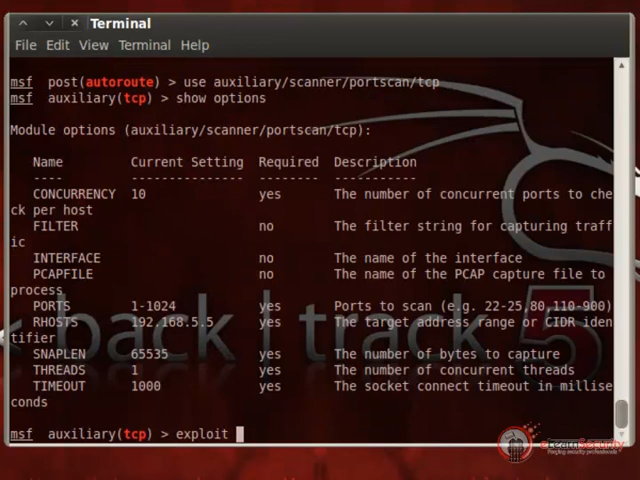 Terminal
File Edit View Terminal Help
msf post(autoroute) > use auxiliary/scanner/portscan/tcp
msf auxiliary(tcp) > show options
Module options (auxiliary/scanner/portscan/tcp):
Name Current Setting Required Description
---- --------------- -------- -----------
CONCURRENCY 10 yes The number of concurrent ports to che
ck per host
FILTER no The filter string for capturing traff
ic
INTERFACE no The name of the interface
PCAPFILE no The name of the PCAP capture file to
process
PORTS 1-1024 yes Ports to scan (e.g. 22-25,80,110-900)
RHOSTS 192.168.5.5 yes The target address range or CIDR iden
tifier
SNAPLEN 65535 yes The number of bytes to capture
THREADS 1 yes The number of concurrent threads
TIMEOUT 1000 yes The socket connect timeout in millise
conds
msf auxiliary(tcp) > exploit
<< back | track 5
eLearnSecurity
Forging security professionals